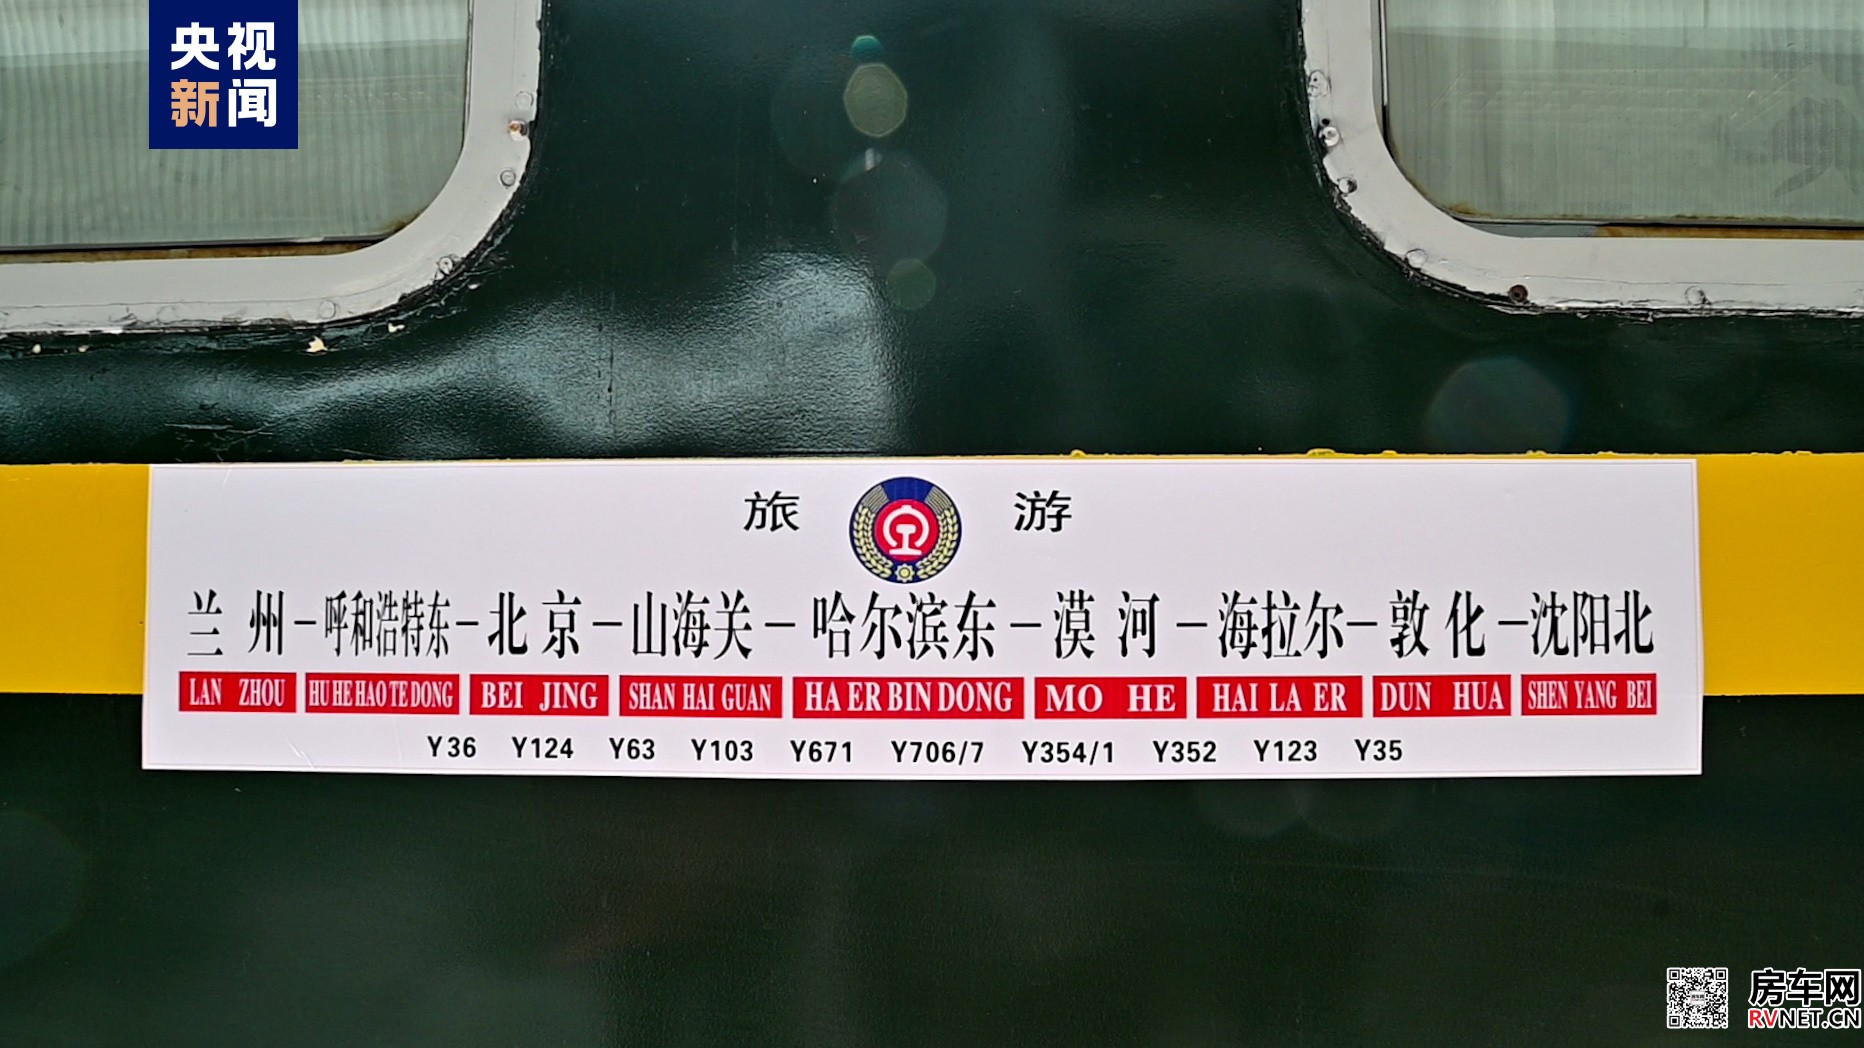 央视
新闻
旅 游
兰 州－呼和浩特东－北 京－山海关－哈尔滨东－漠 河－海拉尔－敦 化－沈阳北
LAN ZHOU HU HE HAO TE DONG BEI JING SHAN HAI GUAN HA ER BIN DONG MO HE HAI LA ER DUN HUA SHEN YANG BEI
Y36 Y124 Y63 Y103 Y671 Y706/7 Y354/1 Y352 Y123 Y35
房车网
RVNET.CN